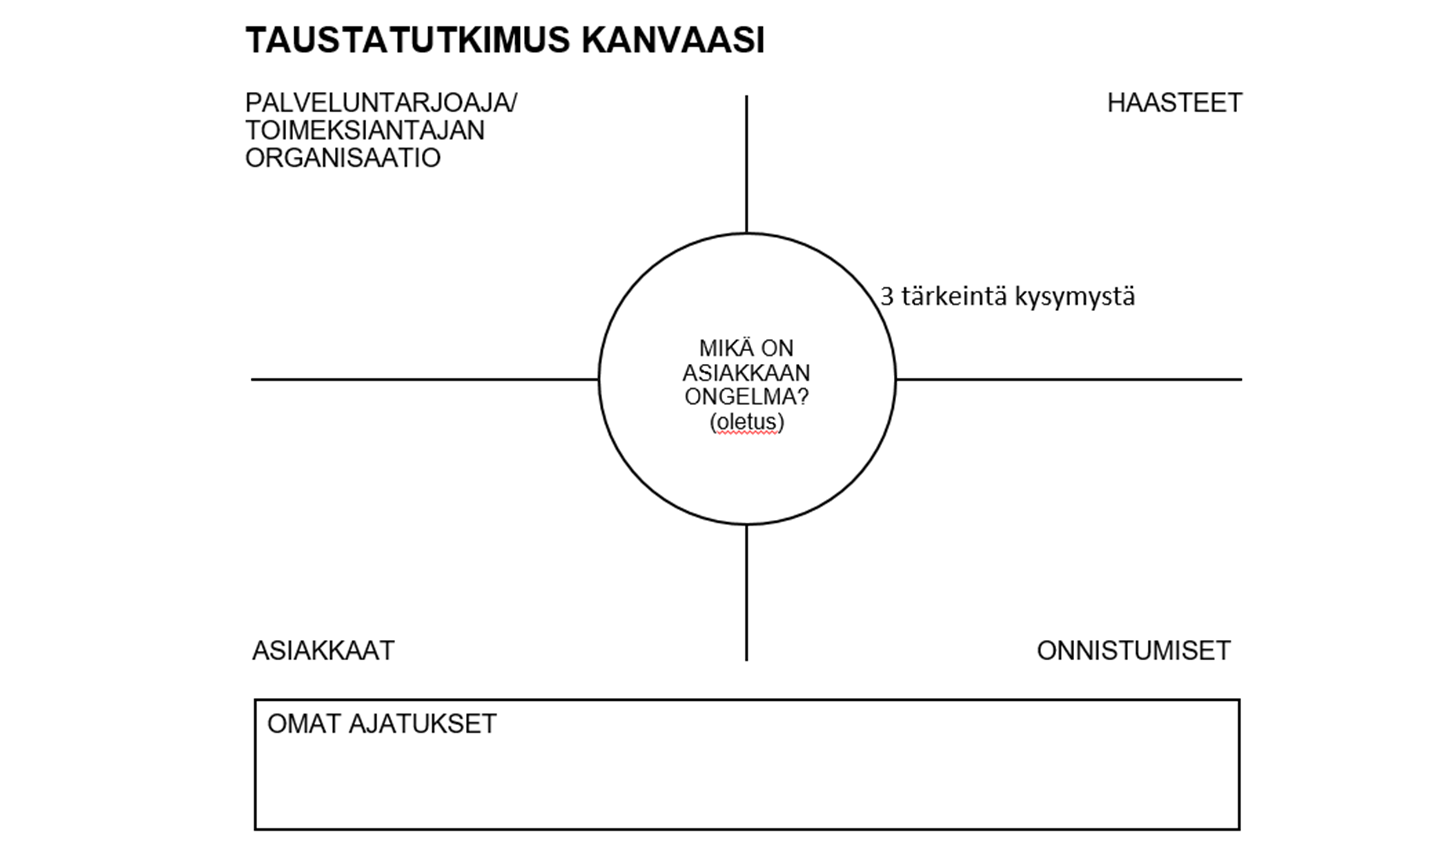 TAUSTATUTKIMUS KANVAASI
PALVELUNTARJOAJA/
TOIMEKSIANTAJAN
ORGANISAATIO
HAASTEET
3 tärkeintä kysymystä
MIKÄ ON
ASIAKKAAN
ONGELMA?
(oletus)
ASIAKKAAT
ONNISTUMISET
OMAT AJATUKSET